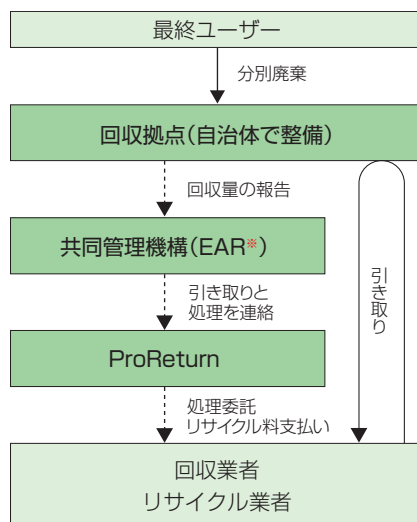 最終ユーザー
分別廃棄
回収拠点(自治体で整備)
回収量の報告
共同管理機構(EAR※)
引き取りと
処理を連絡
ProReturn
処理委託
リサイクル料支払い
引き取り
回収業者
リサイクル業者